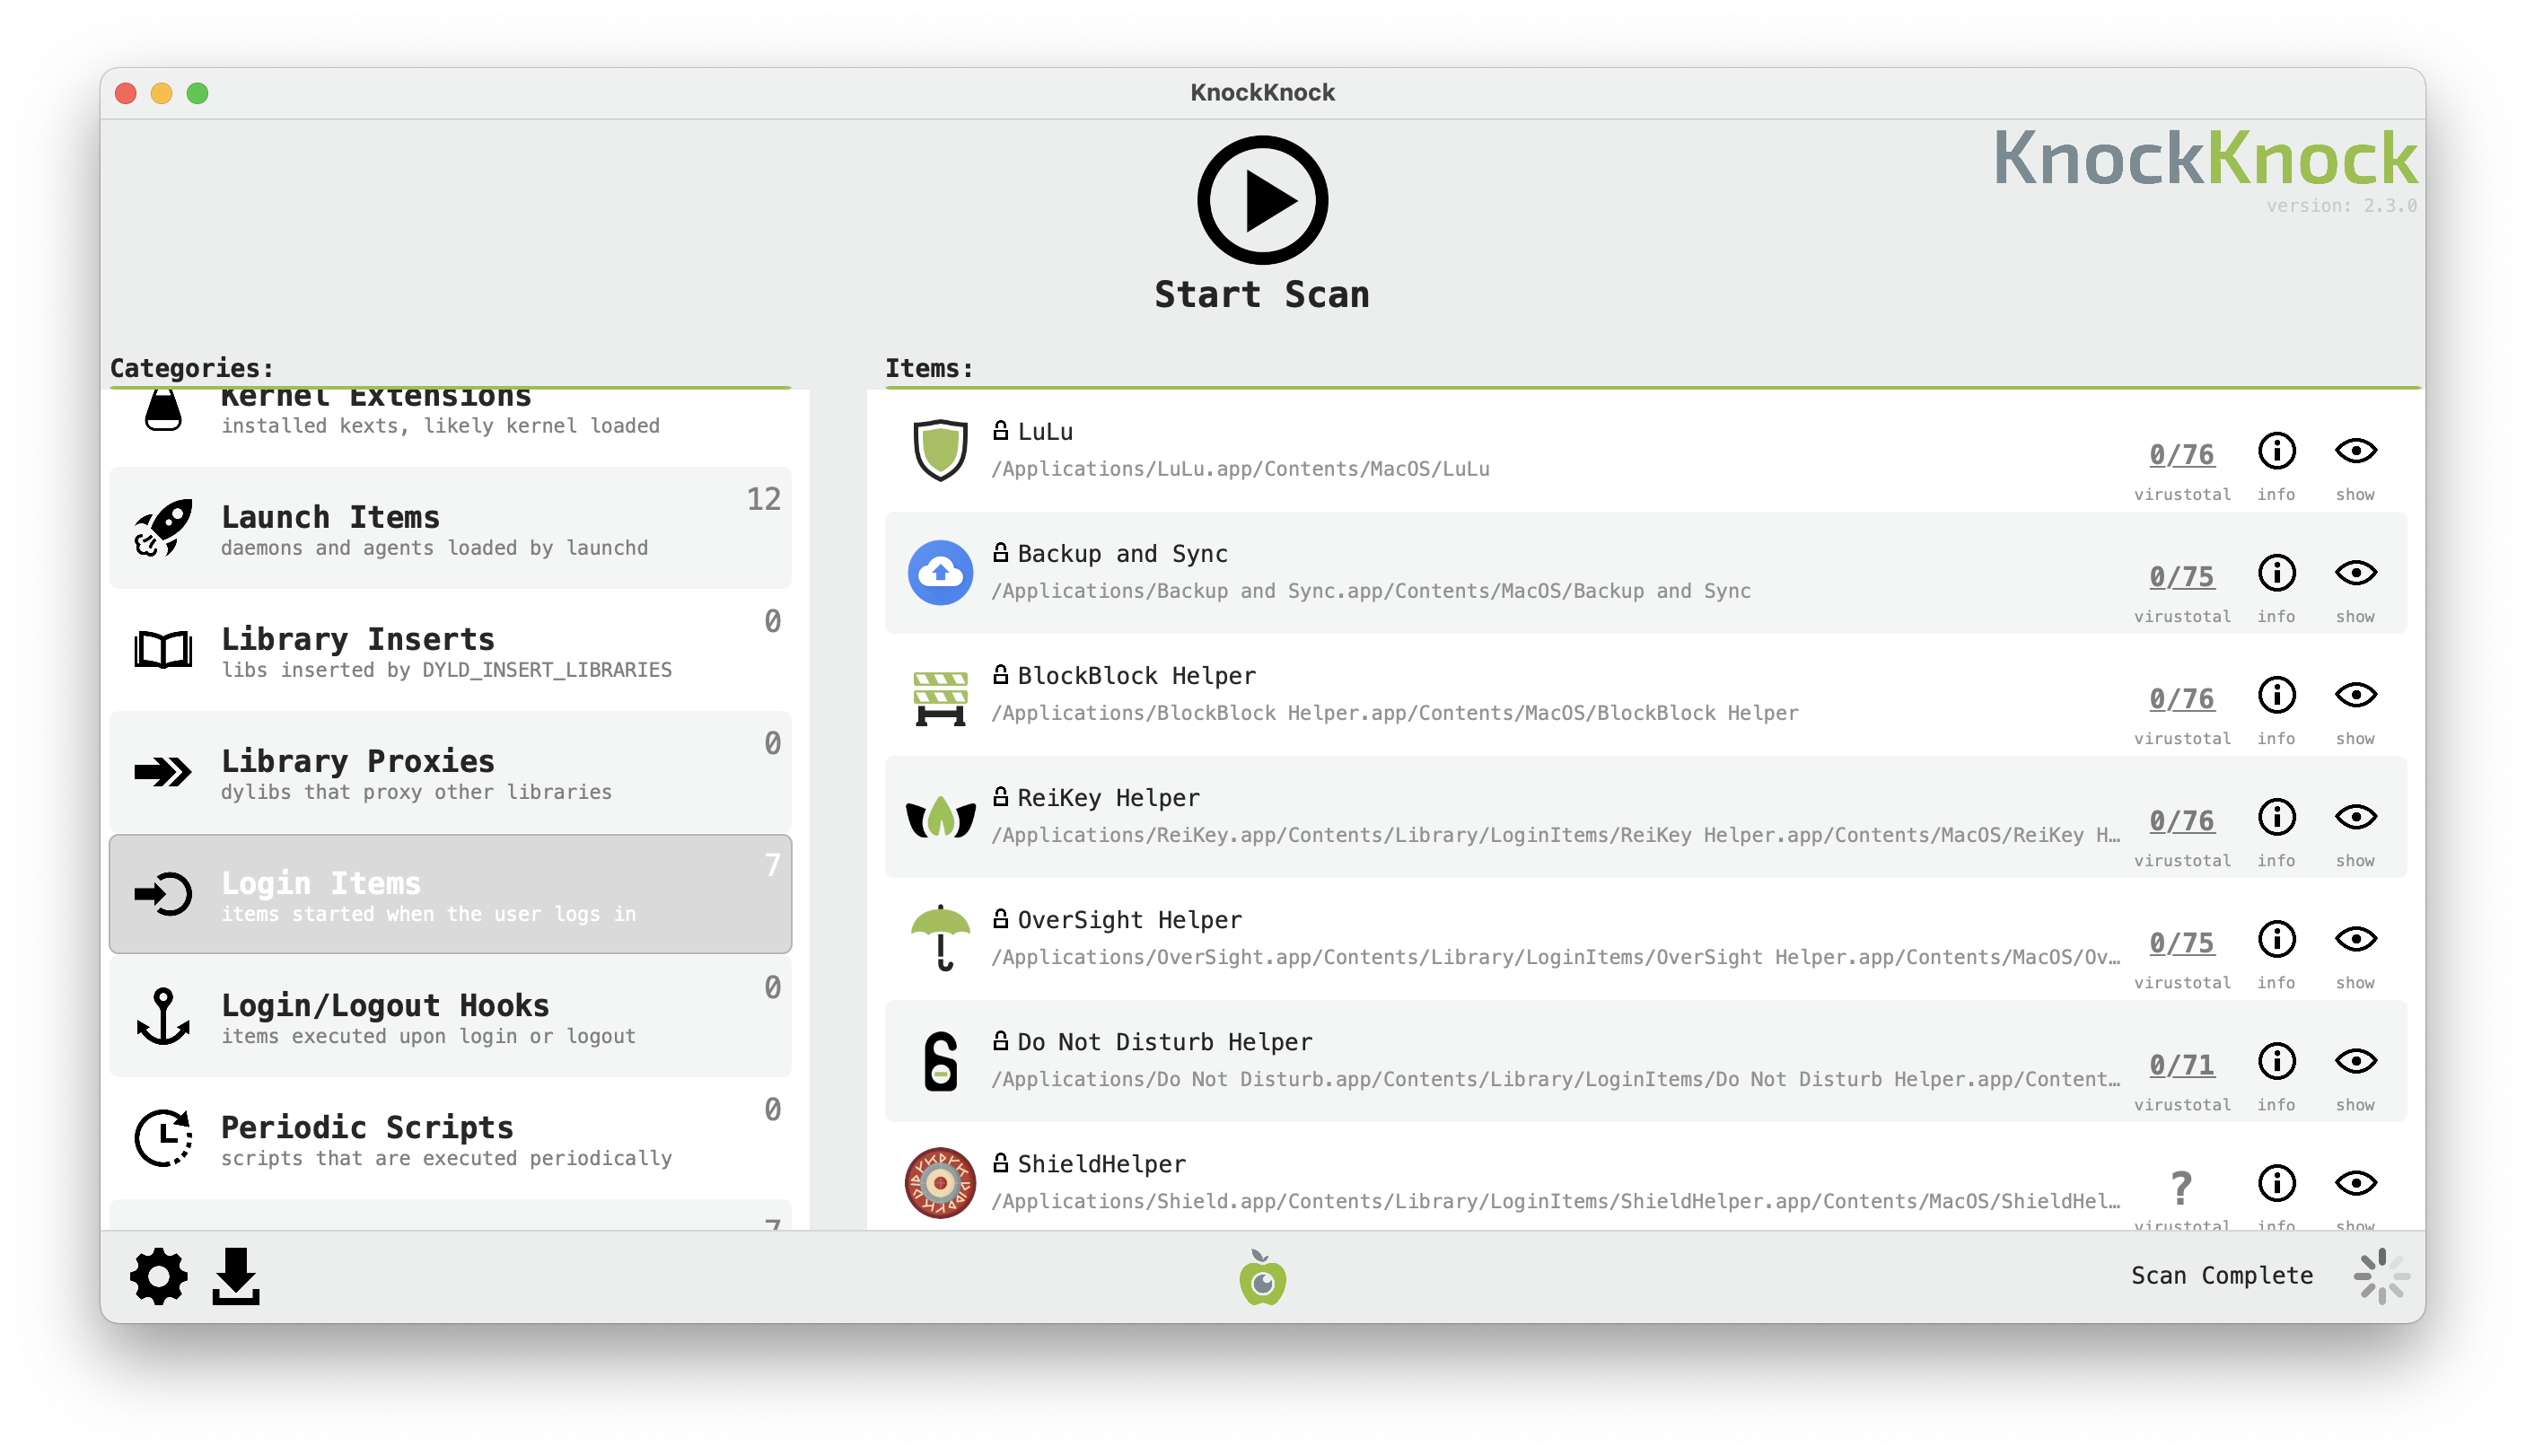 KnockKnock
KnockKnock
version: 2.3.0
Start Scan
Categories:
Kernel Extensions
installed kexts, likely kernel loaded
Launch Items
12
daemons and agents loaded by launchd
Library Inserts
0
libs inserted by DYLD_INSERT_LIBRARIES
Library Proxies
0
dylibs that proxy other libraries
Login Items
7
items started when the user logs in
Login/Logout Hooks
0
items executed upon login or logout
Periodic Scripts
0
scripts that are executed periodically
7
Items:
LuLu
/Applications/LuLu.app/Contents/MacOS/LuLu
0/76
virustotal info show
Backup and Sync
/Applications/Backup and Sync.app/Contents/MacOS/Backup and Sync
0/75
virustotal info show
BlockBlock Helper
/Applications/BlockBlock Helper.app/Contents/MacOS/BlockBlock Helper
0/76
virustotal info show
ReiKey Helper
/Applications/ReiKey.app/Contents/Library/LoginItems/ReiKey Helper.app/Contents/MacOS/ReiKey H…
0/76
virustotal info show
OverSight Helper
/Applications/OverSight.app/Contents/Library/LoginItems/OverSight Helper.app/Contents/MacOS/Ov…
0/75
virustotal info show
Do Not Disturb Helper
/Applications/Do Not Disturb.app/Contents/Library/LoginItems/Do Not Disturb Helper.app/Content…
0/71
virustotal info show
ShieldHelper
/Applications/Shield.app/Contents/Library/LoginItems/ShieldHelper.app/Contents/MacOS/ShieldHel…
?
virustotal info show
Scan Complete